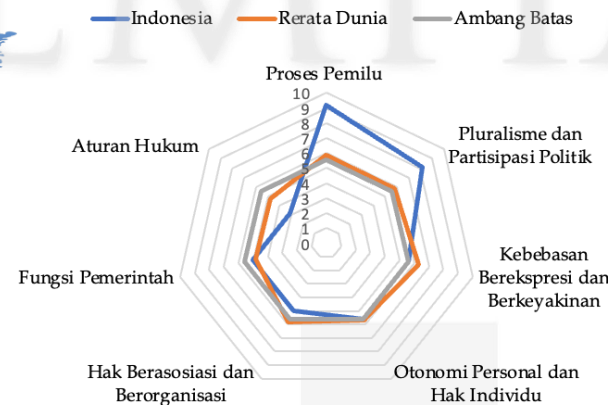 Indonesia Rerata Dunia Ambang Batas
Proses Pemilu
10
9
8
7
6
5
4
3
2
1
0
Pluralisme dan
Partisipasi Politik
Kebebasan
Berekspresi dan
Berkeyakinan
Otonomi Personal dan
Hak Individu
Hak Berasosiasi dan
Berorganisasi
Fungsi Pemerintah
Aturan Hukum